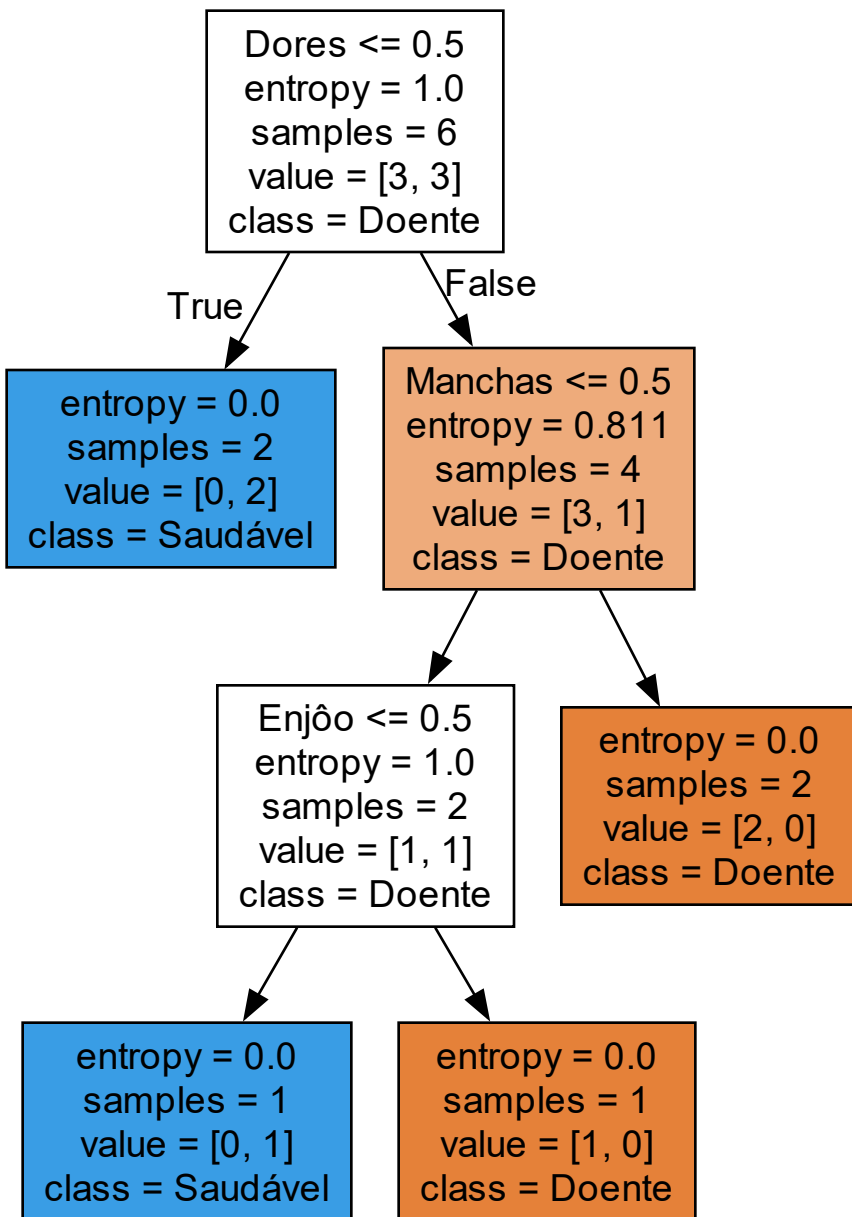 Dores <= 0.5
entropy = 1.0
samples = 6
value = [3, 3]
class = Doente
True
False
entropy = 0.0
samples = 2
value = [0, 2]
class = Saudável
Manchas <= 0.5
entropy = 0.811
samples = 4
value = [3, 1]
class = Doente
Enjôo <= 0.5
entropy = 1.0
samples = 2
value = [1, 1]
class = Doente
entropy = 0.0
samples = 2
value = [2, 0]
class = Doente
entropy = 0.0
samples = 1
value = [0, 1]
class = Saudável
entropy = 0.0
samples = 1
value = [1, 0]
class = Doente